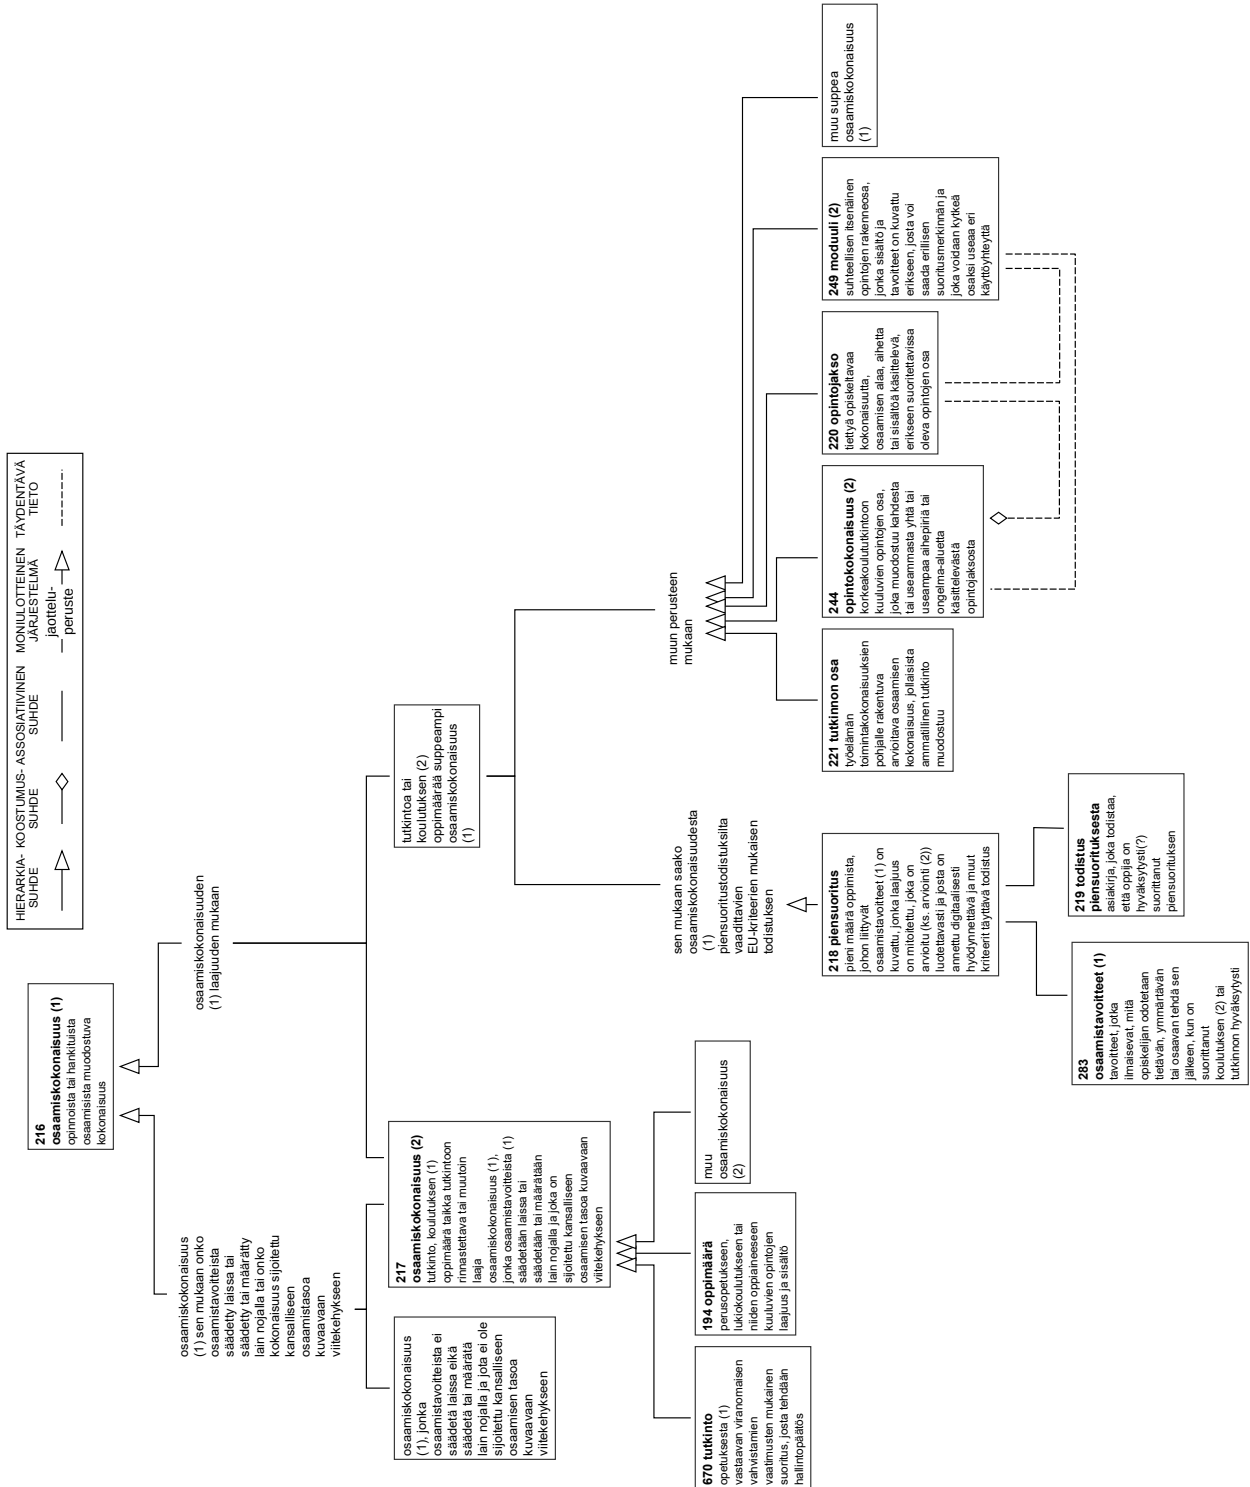 HIERARKIA- KOOSTUMUS- ASSOSIATIIVINEN MONIULOTTEINEN TÄYDENTÄVÄ
SUHDE SUHDE SUHDE JÄRJESTELMÄ TIETO
jaottelu-
peruste
216
osaamiskokonaisuus (1)
opinnoista tai hankituista
osaamisista muodostuva
kokonaisuus
osaamiskokonaisuus
(1) sen mukaan onko
osaamistavoitteista
säädetty laissa tai
säädetty tai määrätty
lain nojalla tai onko
kokonaisuus sijoitettu
kansalliseen
osaamistasoa
kuvaavaan
viitekehykseen
osaamiskokonaisuuden
(1) laajuuden mukaan
osaamiskokonaisuus
(1), jonka
osaamistavoitteista ei
säädetä laissa eikä
säädetä tai määrätä
lain nojalla ja jota ei ole
sijoitettu kansalliseen
osaamisen tasoa
kuvaavaan
viitekehykseen
217
osaamiskokonaisuus (2)
tutkinto, koulutuksen (1)
oppimäärä taikka tutkintoon
rinnastettava tai muutoin
laaja
osaamiskokonaisuus (1),
jonka osaamistavoitteista (1)
säädetään laissa tai
säädetään tai määrätään
lain nojalla ja joka on
sijoitettu kansalliseen
osaamisen tasoa kuvaavaan
viitekehykseen
tutkintoa tai
koulutuksen (2)
oppimäärää suppeampi
osaamiskokonaisuus
(1)
670 tutkinto
opetuksesta (1)
vastaavan viranomaisen
vahvistamien
vaatimusten mukainen
suoritus, josta tehdään
hallintopäätös
194 oppimäärä
perusopetukseen,
lukiokoulutukseen tai
niiden oppiaineeseen
kuuluvien opintojen
laajuus ja sisältö
muu
osaamiskokonaisuus
(2)
sen mukaan saako
osaamiskokonaisuudesta
(1)
piensuoritustodistuksilta
vaadittavien
EU-kriteerien mukaisen
todistuksen
muun perusteen
mukaan
218 piensuoritus
pieni määrä oppimista,
johon liittyvät
osaamistavoitteet (1) on
kuvattu, jonka laajuus
on mitoitettu, joka on
arvioitu (ks. arviointi (2))
luotettavasti ja josta on
annettu digitaalisesti
hyödynnettävä ja muut
kriteerit täyttävä todistus
221 tutkinnon osa
työelämän
toimintakokonaisuuksien
pohjalle rakentuva
arvioitava osaamisen
kokonaisuus, jollaisista
ammatillinen tutkinto
muodostuu
244
opintokokonaisuus (2)
korkeakoulututkintoon
kuuluvien opintojen osa,
joka muodostuu kahdesta
tai useammasta yhtä tai
useampaa aihepiiriä tai
ongelma-aluetta
käsittelevästä
opintojaksosta
220 opintojakso
tiettyä opiskeltavaa
kokonaisuutta,
osaamisen alaa, aihetta
tai sisältöä käsittelevä,
erikseen suoritettavissa
oleva opintojen osa
249 moduuli (2)
suhteellisen itsenäinen
opintojen rakenneosa,
jonka sisältö ja
tavoitteet on kuvattu
erikseen, josta voi
saada erillisen
suoritusmerkinnän ja
joka voidaan kytkeä
osaksi useaa eri
käyttöyhteyttä
muu suppea
osaamiskokonaisuus
(1)
283
osaamistavoitteet (1)
tavoitteet, jotka
ilmaisevat, mitä
opiskelijan odotetaan
tietävän, ymmärtävän
tai osaavan tehdä sen
jälkeen, kun on
suorittanut
koulutuksen (2) tai
tutkinnon hyväksytysti
219 todistus
piensuorituksesta
asiakirja, joka todistaa,
että oppija on
hyväksytysti(?)
suorittanut
piensuorituksen